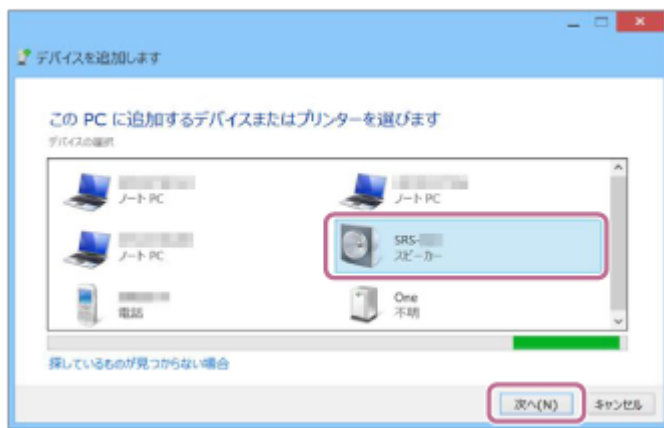 デバイスを追加します
この PC に追加するデバイスまたはプリンターを選びます
デバイスの選択
ノート PC
ノート PC
ノート PC
SRS-
スピーカー
電話
One
不明
探しているものが見つからない場合
次へ(N)
キャンセル